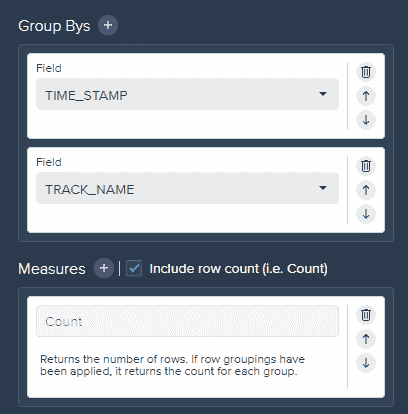 Group Bys
Field
TIME_STAMP
Field
TRACK_NAME
Measures
Include row count (i.e. Count)
Count
Returns the number of rows. If row groupings have
been applied, it returns the count for each group.